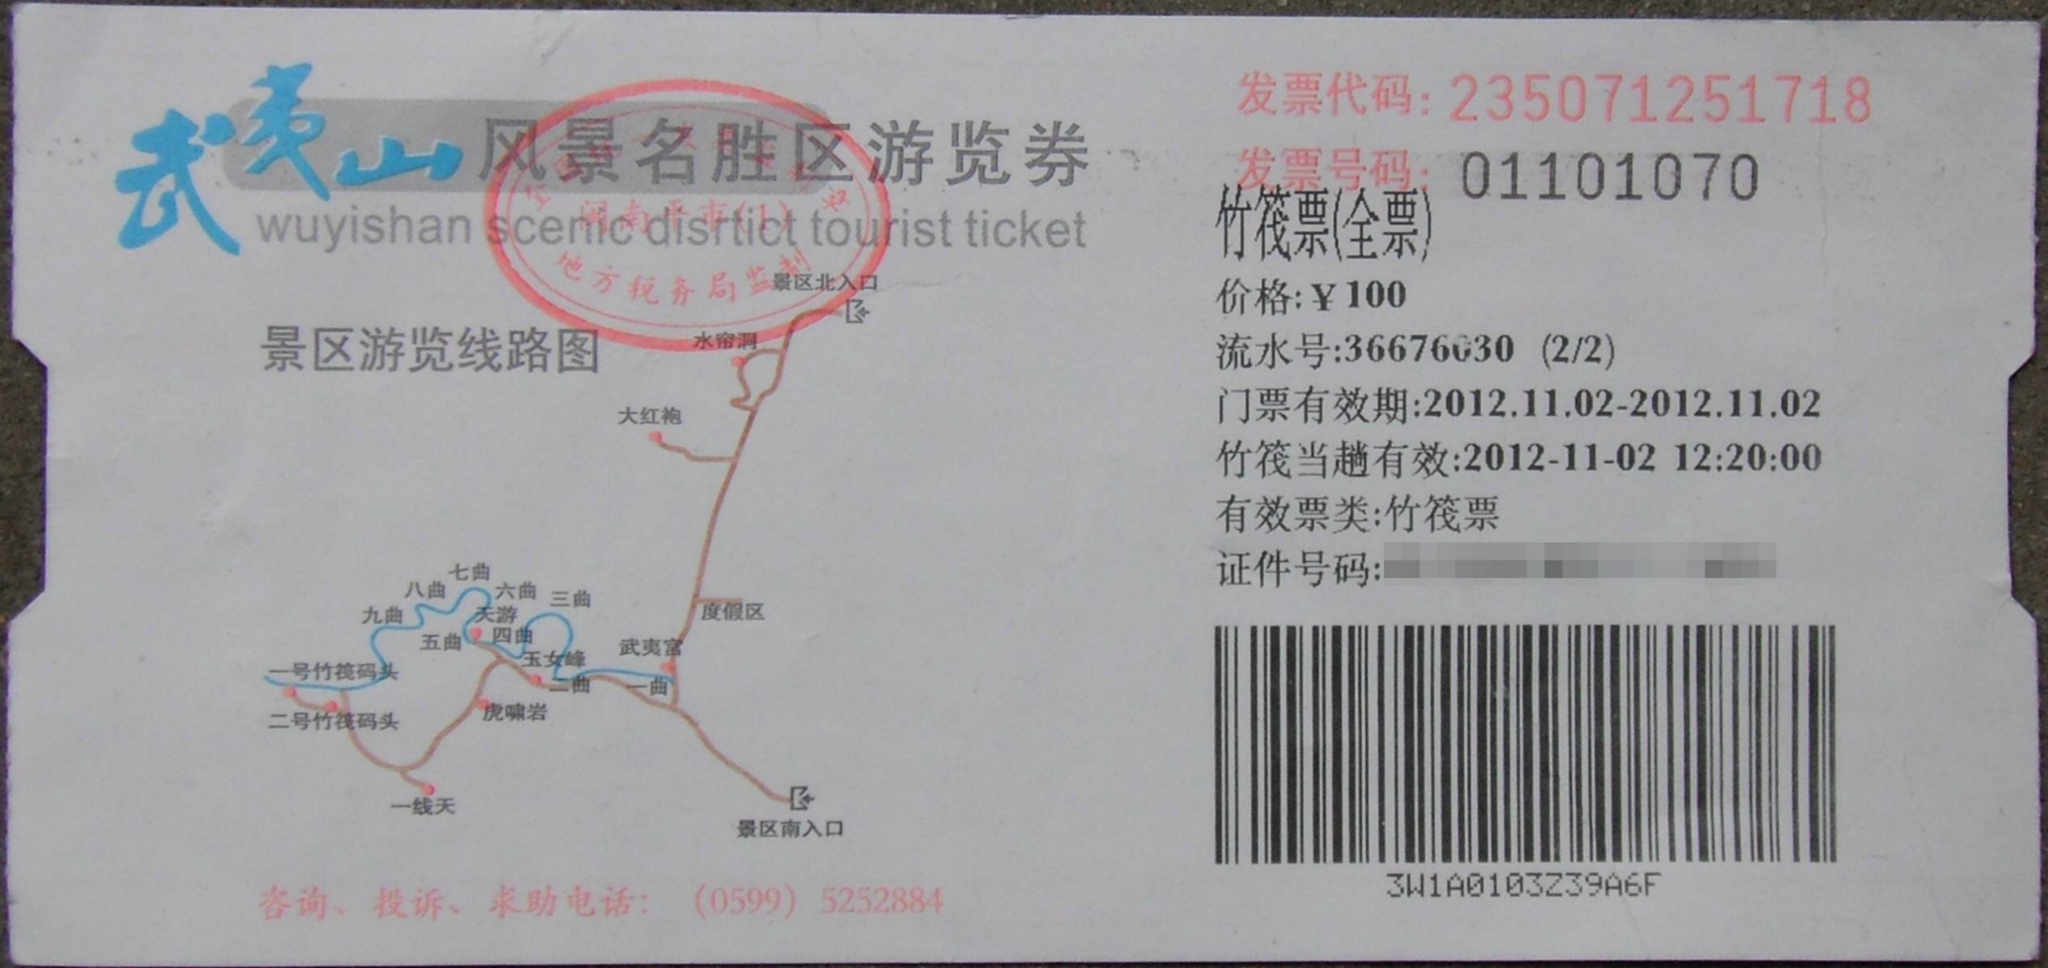 武夷山风景名胜区游览券
wuyishan scenic disrtict tourist ticket
闽南平市(1)
地方税务局监制
景区游览线路图
景区北入口
水帘洞
大红袍
七曲
八曲
六曲
三曲
九曲
天游
五曲
四曲
度假区
武夷宫
玉女峰
二曲
一曲
一号竹筏码头
二号竹筏码头
虎啸岩
一线天
景区南入口
咨询、投诉、求助电话：（0599）5252884
发票代码：235071251718
发票号码：01101070
竹筏票(全票)
价格:￥100
流水号:36676030 (2/2)
门票有效期:2012.11.02-2012.11.02
竹筏当趟有效:2012-11-02 12:20:00
有效票类:竹筏票
证件号码:
3W1A0103Z39A6F